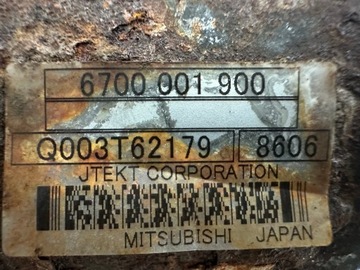 6700 001 900
Q003T62179 8606
JTEKT CORPORATION
MITSUBISHI JAPAN